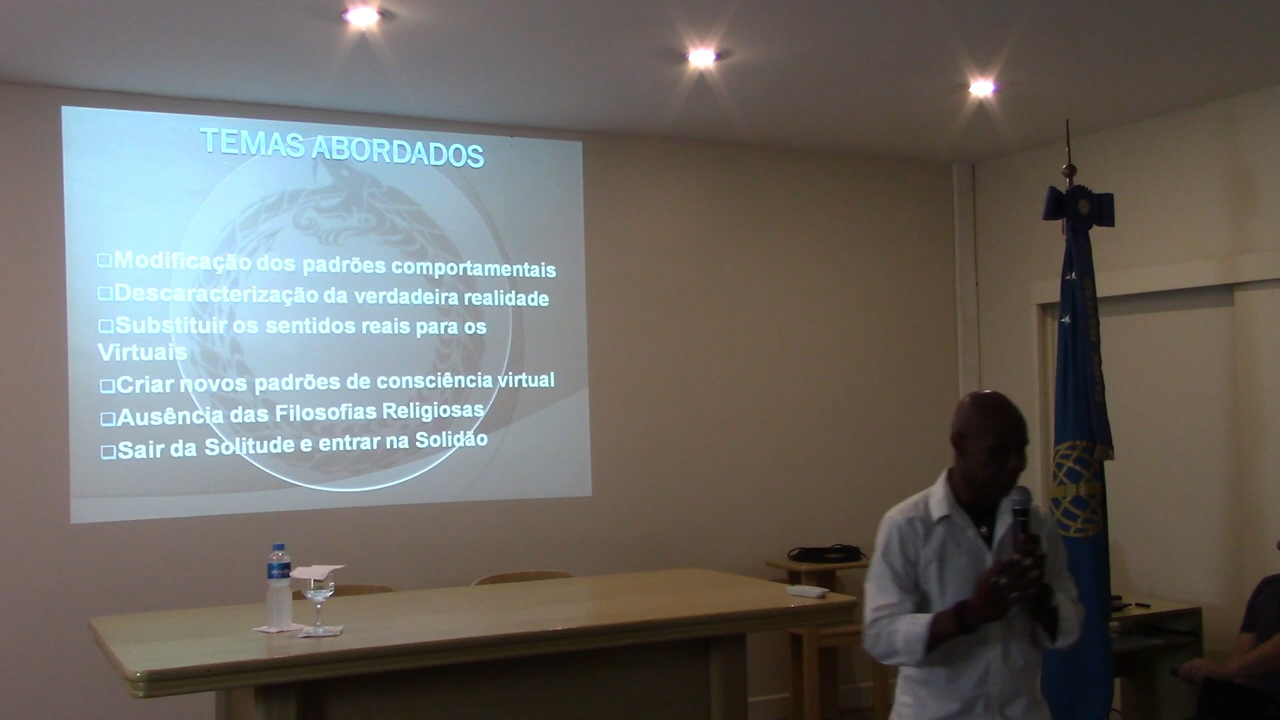 TEMAS ABORDADOS
❑Modificação dos padrões comportamentais
❑Descaracterização da verdadeira realidade
❑Substituir os sentidos reais para os
Virtuais
❑Criar novos padrões de consciência virtual
❑Ausência das Filosofias Religiosas
❑Sair da Solitude e entrar na Solidão